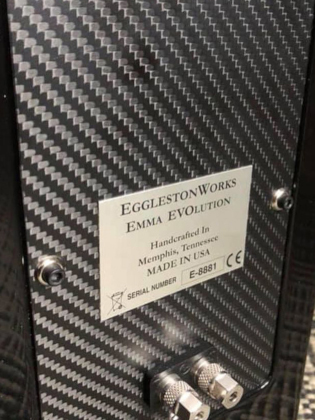 EGGLESTONWORKS
EMMA EVOLUTION
Handcrafted In
Memphis, Tennessee
MADE IN USA
SERIAL NUMBER E-8881 CE